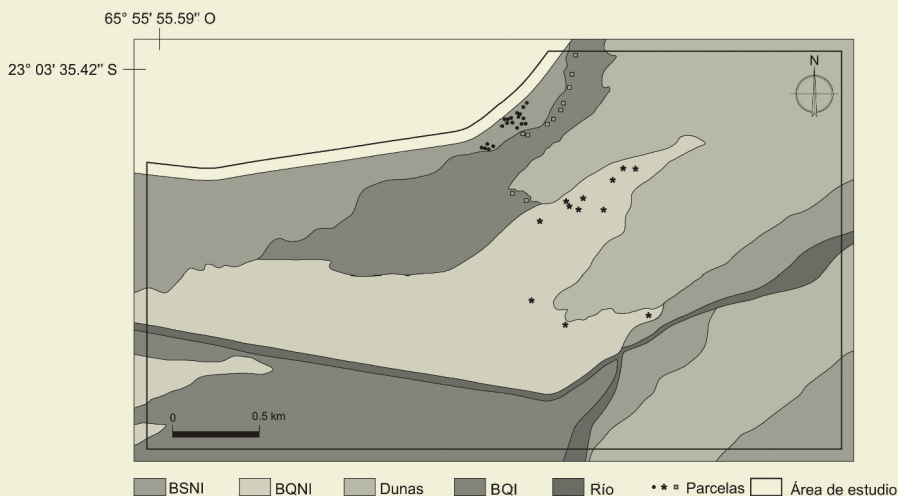 65° 55' 55.59" O
23° 03' 35.42" S
N
0 0.5 km
BSNI BQNI Dunas BQI Río Parcelas Área de estudio